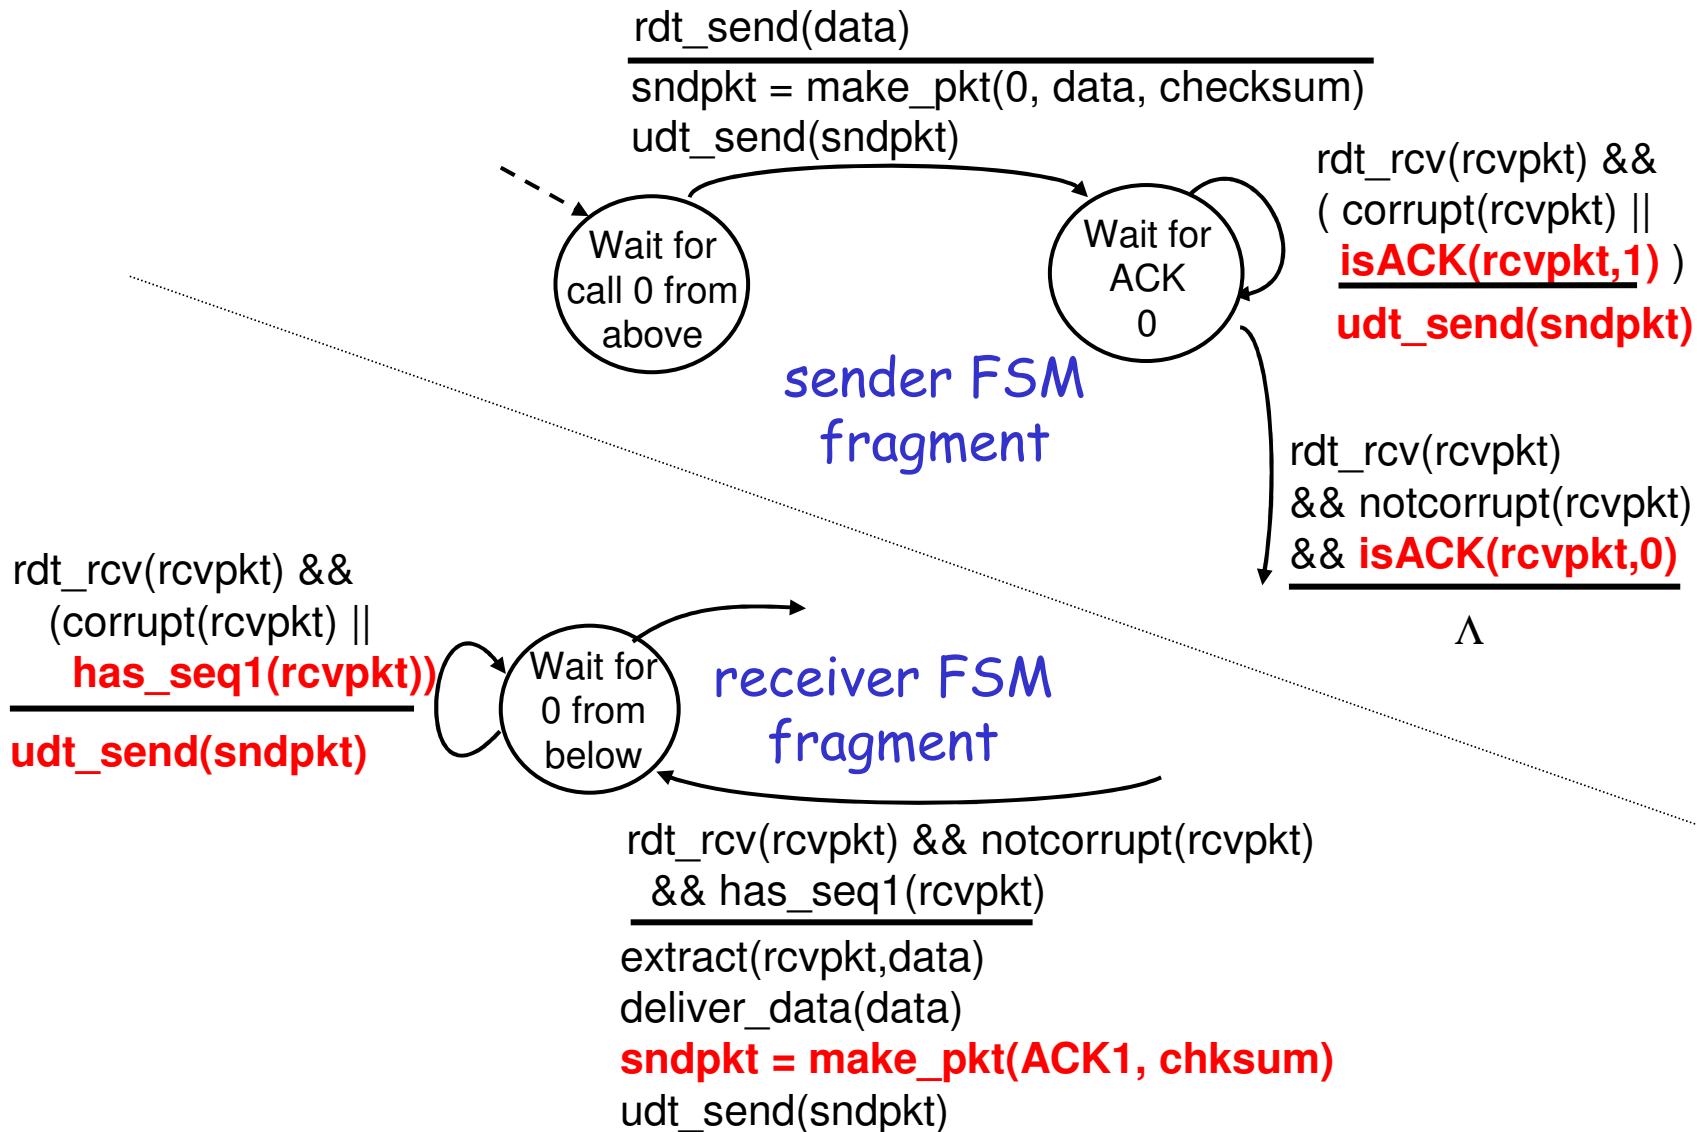 rdt_send(data)
sndpkt = make_pkt(0, data, checksum)
udt_send(sndpkt)
rdt_rcv(rcvpkt) &&
( corrupt(rcvpkt) ||
isACK(rcvpkt,1) )
udt_send(sndpkt)
Wait for
call 0 from
above
Wait for
ACK
0
sender FSM
fragment
rdt_rcv(rcvpkt)
&& notcorrupt(rcvpkt)
&& isACK(rcvpkt,0)
Λ
rdt_rcv(rcvpkt) &&
(corrupt(rcvpkt) ||
has_seq1(rcvpkt))
udt_send(sndpkt)
Wait for
0 from
below
receiver FSM
fragment
rdt_rcv(rcvpkt) && notcorrupt(rcvpkt)
&& has_seq1(rcvpkt)
extract(rcvpkt,data)
deliver_data(data)
sndpkt = make_pkt(ACK1, chksum)
udt_send(sndpkt)